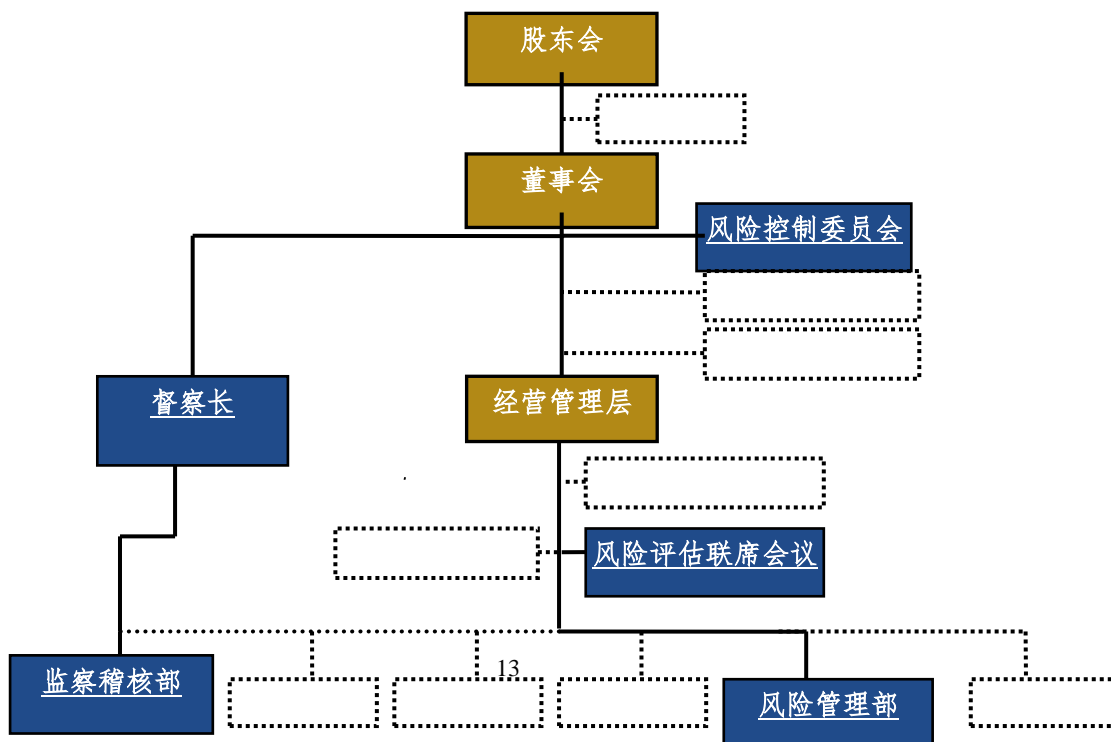 股东会
董事会
风险控制委员会
督察长
经营管理层
风险评估联席会议
监察稽核部
13
风险管理部